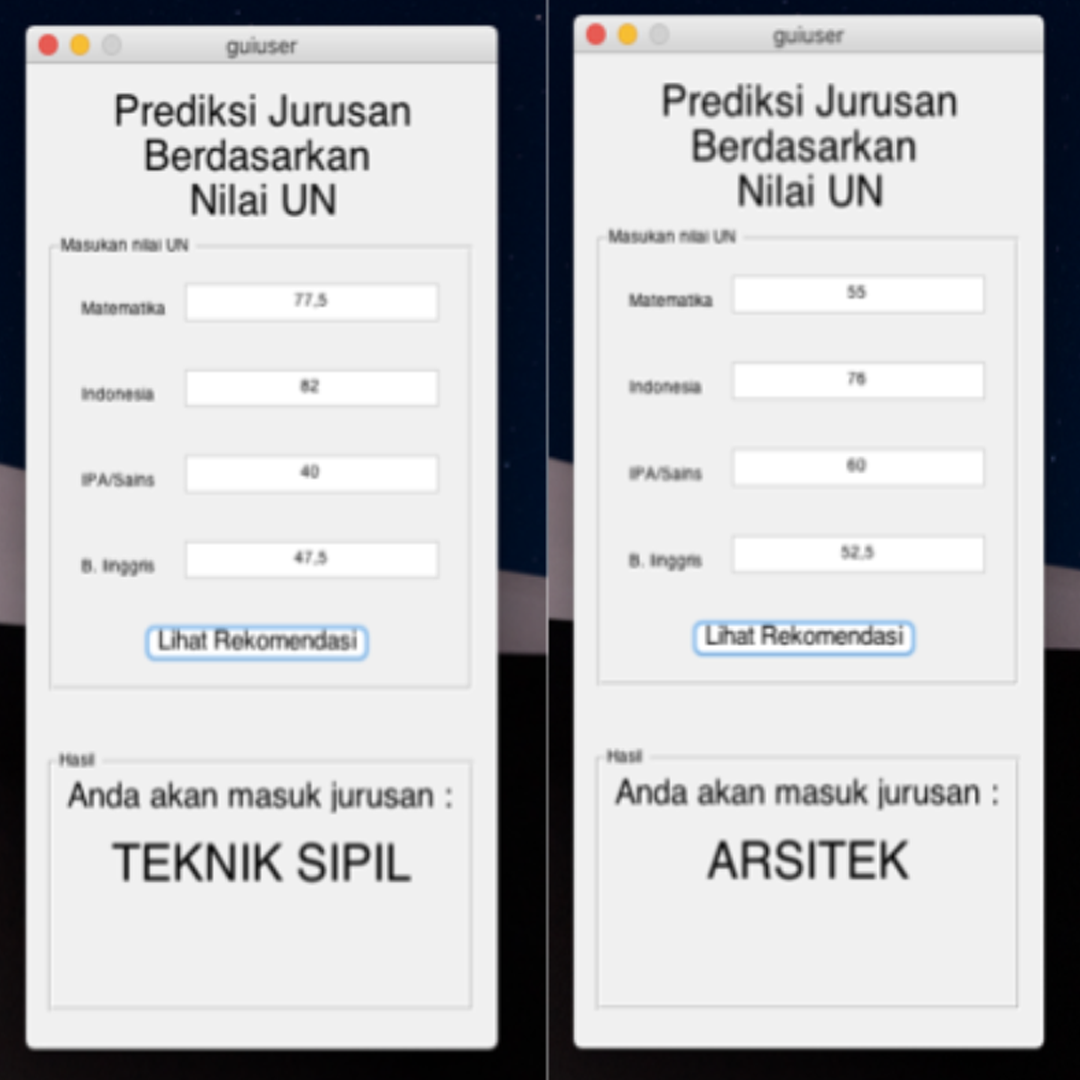 guiuser
Prediksi Jurusan
Berdasarkan
Nilai UN
Masukan nilai UN
Matematika 77,5
Indonesia 82
IPA/Sains 40
B. Iinggris 47,5
Lihat Rekomendasi
Hasil
Anda akan masuk jurusan :
TEKNIK SIPIL
guiuser
Prediksi Jurusan
Berdasarkan
Nilai UN
Masukan nilai UN
Matematika 55
Indonesia 76
IPA/Sains 60
B. Iinggris 52,5
Lihat Rekomendasi
Hasil
Anda akan masuk jurusan :
ARSITEK